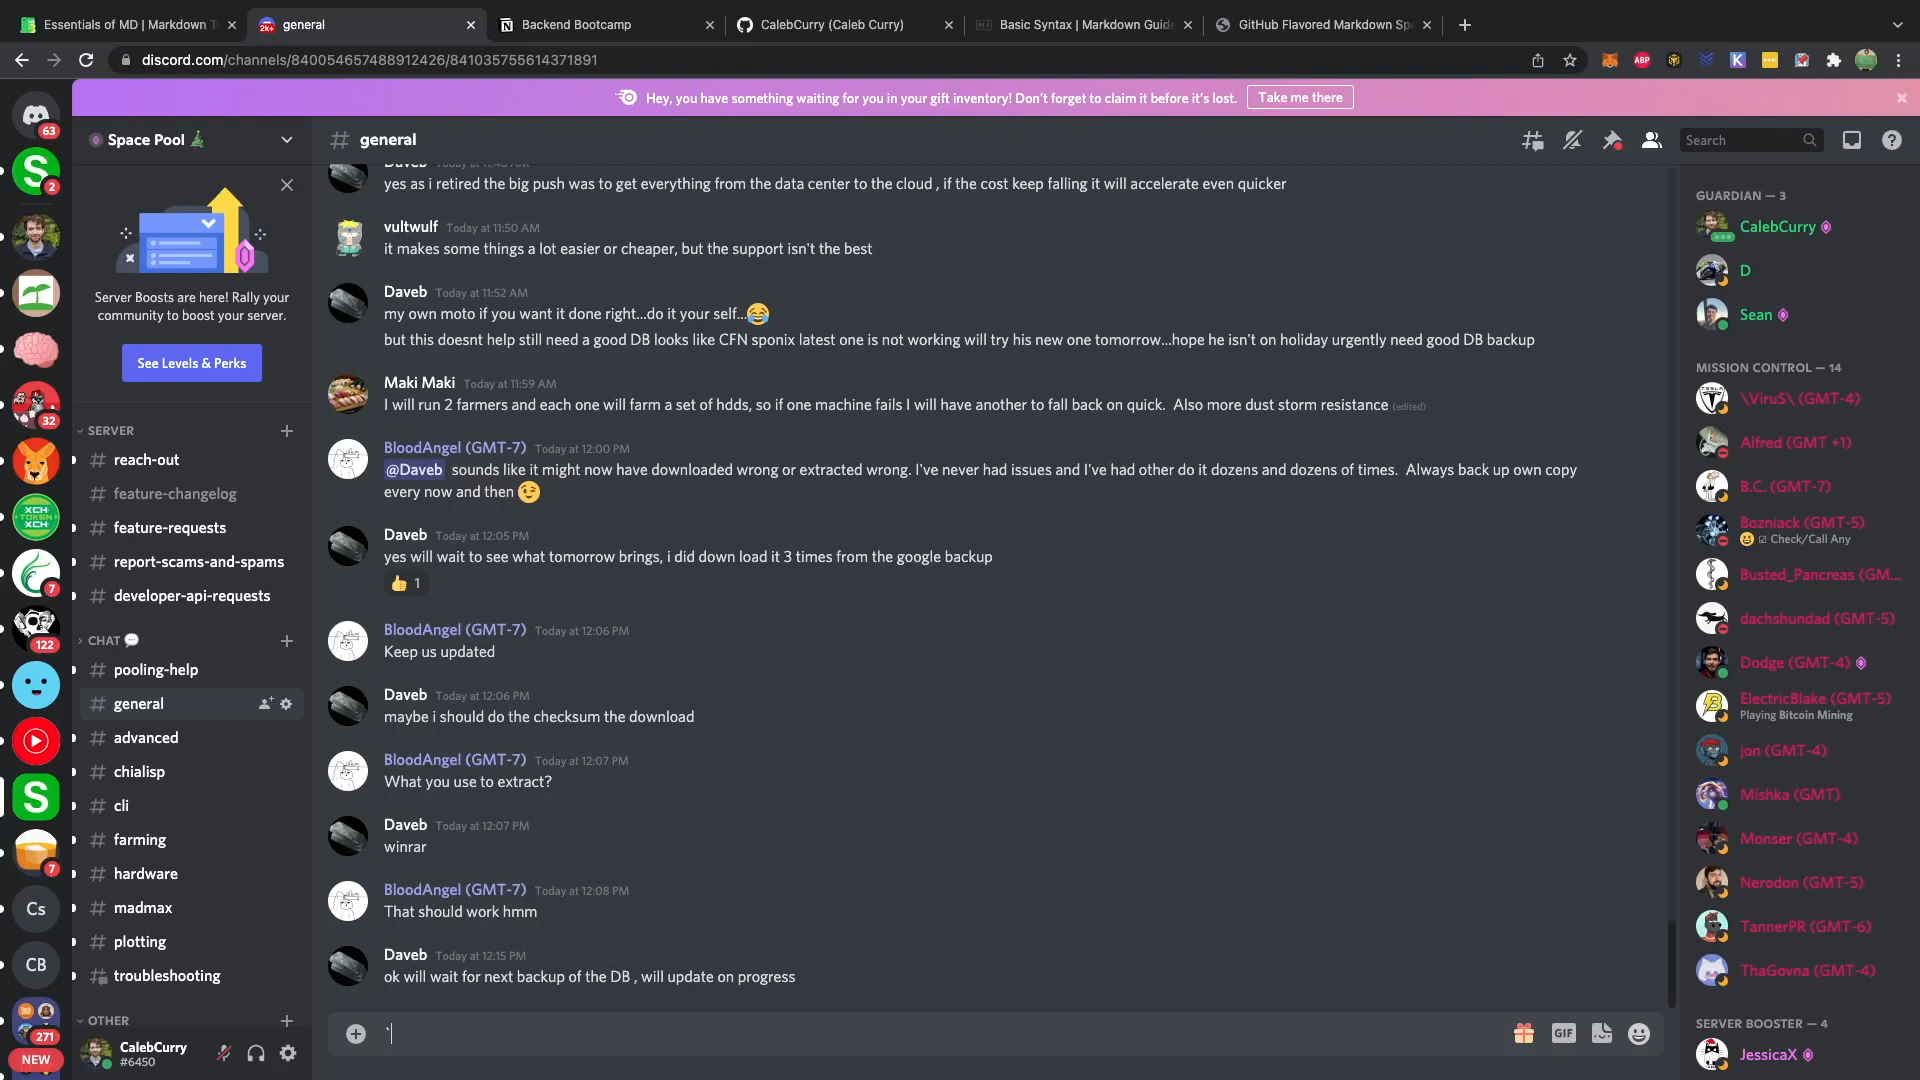 Essentials of MD | Markdown T
general
Backend Bootcamp
CalebCurry (Caleb Curry)
Basic Syntax | Markdown Guide
GitHub Flavored Markdown Sp
discord.com/channels/840054657488912426/841035755614371891
ABP
K
Hey, you have something waiting for you in your gift inventory! Don't forget to claim it before it's lost.
Take me there
Space Pool
general
Search
Server Boosts are here! Rally your
community to boost your server.
See Levels & Perks
SERVER
reach-out
feature-changelog
feature-requests
report-scams-and-spams
developer-api-requests
CHAT
pooling-help
general
advanced
chialisp
cli
farming
hardware
madmax
plotting
troubleshooting
OTHER
CalebCurry
#6450
2K+
63
S
2
32
XCH
TOKEN
XCH
7
122
S
7
Cs
CB
271
NEW
Daveb
yes as i retired the big push was to get everything from the data center to the cloud , if the cost keep falling it will accelerate even quicker
vultwulf Today at 11:50 AM
it makes some things a lot easier or cheaper, but the support isn't the best
Daveb Today at 11:52 AM
my own moto if you want it done right...do it your self...😂
but this doesnt help still need a good DB looks like CFN sponix latest one is not working will try his new one tomorrow...hope he isn't on holiday urgently need good DB backup
Maki Maki Today at 11:59 AM
I will run 2 farmers and each one will farm a set of hdds, so if one machine fails I will have another to fall back on quick. Also more dust storm resistance (edited)
BloodAngel (GMT-7) Today at 12:00 PM
@Daveb sounds like it might now have downloaded wrong or extracted wrong. I've never had issues and I've had other do it dozens and dozens of times. Always back up own copy
every now and then 😉
Daveb Today at 12:05 PM
yes will wait to see what tomorrow brings, i did down load it 3 times from the google backup
👍 1
BloodAngel (GMT-7) Today at 12:06 PM
Keep us updated
Daveb Today at 12:06 PM
maybe i should do the checksum the download
BloodAngel (GMT-7) Today at 12:07 PM
What you use to extract?
Daveb Today at 12:07 PM
winrar
BloodAngel (GMT-7) Today at 12:08 PM
That should work hmm
Daveb Today at 12:15 PM
ok will wait for next backup of the DB , will update on progress
`
GIF
GUARDIAN — 3
CalebCurry
D
Sean
MISSION CONTROL — 14
\ViruS\ (GMT-4)
Alfred (GMT +1)
B.C. (GMT-7)
Bozniack (GMT-5)
Check/Call Any
Busted_Pancreas (GM...
dachshundad (GMT-5)
Dodge (GMT-4)
ElectricBlake (GMT-5)
Playing Bitcoin Mining
jon (GMT-4)
Mishka (GMT)
Monser (GMT-4)
Nerodon (GMT-5)
TannerPR (GMT-6)
ThaGovna (GMT-4)
SERVER BOOSTER — 4
JessicaX